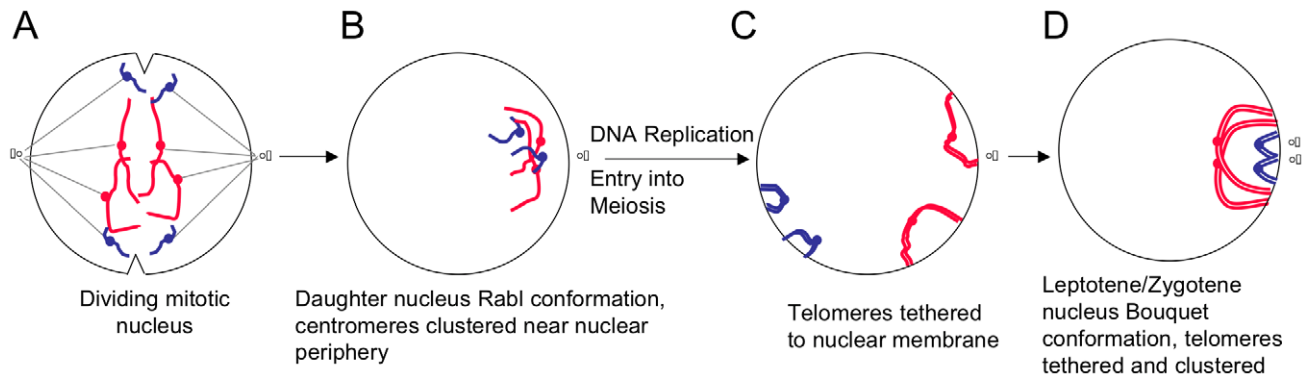 A
B
C
D
DNA Replication
Entry into
Meiosis
Dividing mitotic
nucleus
Daughter nucleus Rabl conformation,
centromeres clustered near nuclear
periphery
Telomeres tethered
to nuclear membrane
Leptotene/Zygotene
nucleus Bouquet
conformation, telomeres
tethered and clustered